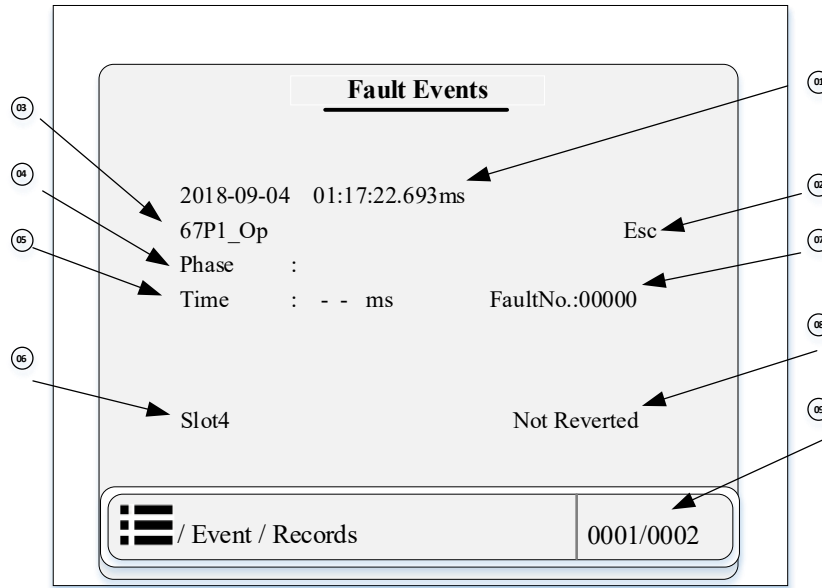 Fault Events
01
03
04
2018-09-04 01:17:22.693ms
02
67P1_Op Esc
05
07
Phase :
Time : - - ms FaultNo.:00000
08
06
09
Slot4 Not Reverted
/ Event / Records 0001/0002